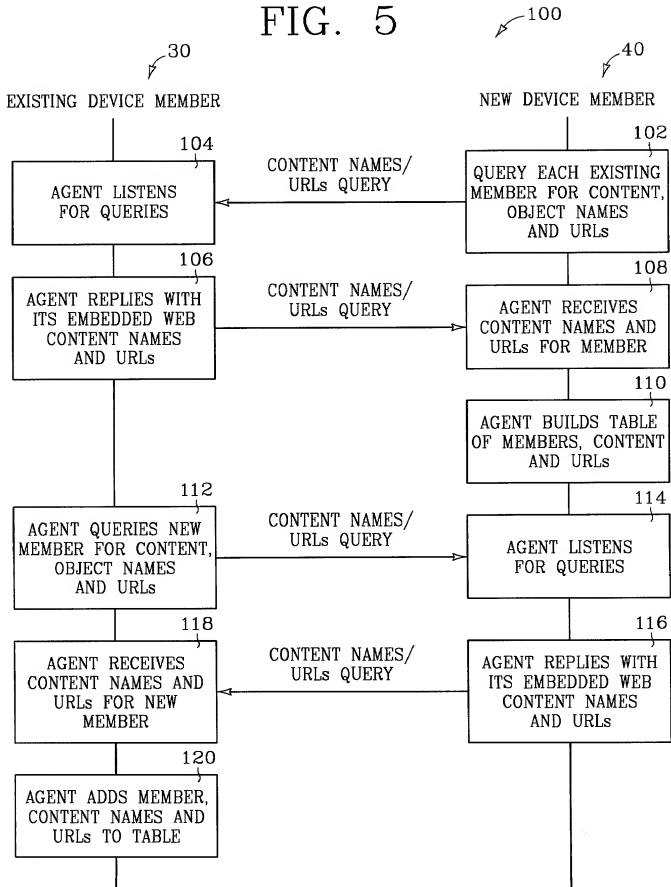 FIG. 5
100
30
40
EXISTING DEVICE MEMBER
NEW DEVICE MEMBER
104
AGENT LISTENS
FOR QUERIES
CONTENT NAMES/
URLs QUERY
102
QUERY EACH EXISTING
MEMBER FOR CONTENT,
OBJECT NAMES
AND URLs
106
AGENT REPLIES WITH
ITS EMBEDDED WEB
CONTENT NAMES
AND URLs
CONTENT NAMES/
URLs QUERY
108
AGENT RECEIVES
CONTENT NAMES AND
URLs FOR MEMBER
110
AGENT BUILDS TABLE
OF MEMBERS, CONTENT
AND URLs
112
AGENT QUERIES NEW
MEMBER FOR CONTENT,
OBJECT NAMES
AND URLs
CONTENT NAMES/
URLs QUERY
114
AGENT LISTENS
FOR QUERIES
118
AGENT RECEIVES
CONTENT NAMES AND
URLs FOR NEW
MEMBER
CONTENT NAMES/
URLs QUERY
116
AGENT REPLIES WITH
ITS EMBEDDED WEB
CONTENT NAMES
AND URLs
120
AGENT ADDS MEMBER,
CONTENT NAMES AND
URLs TO TABLE